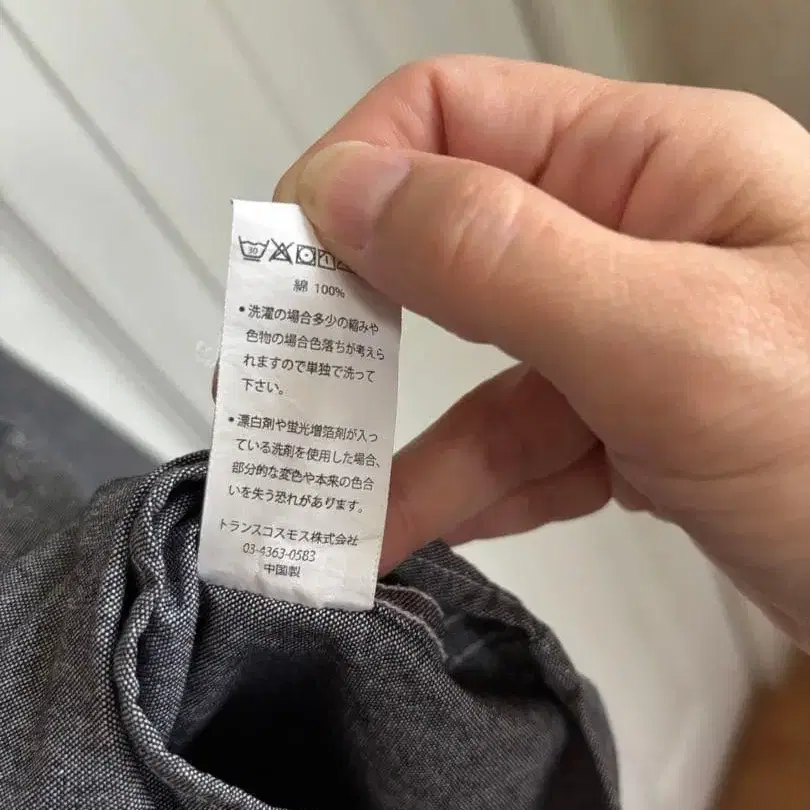 30
綿 100%
•洗濯の場合多少の縮みや
色物の場合色落ちが考えら
れますので単独で洗って
下さい。
•漂白剤や蛍光増箔剤が入っ
ている洗剤を使用した場合、
部分的な変色や本来の色合
いを失う恐れがあります。
トランスコスモス株式会社
03-4363-0583
中国製